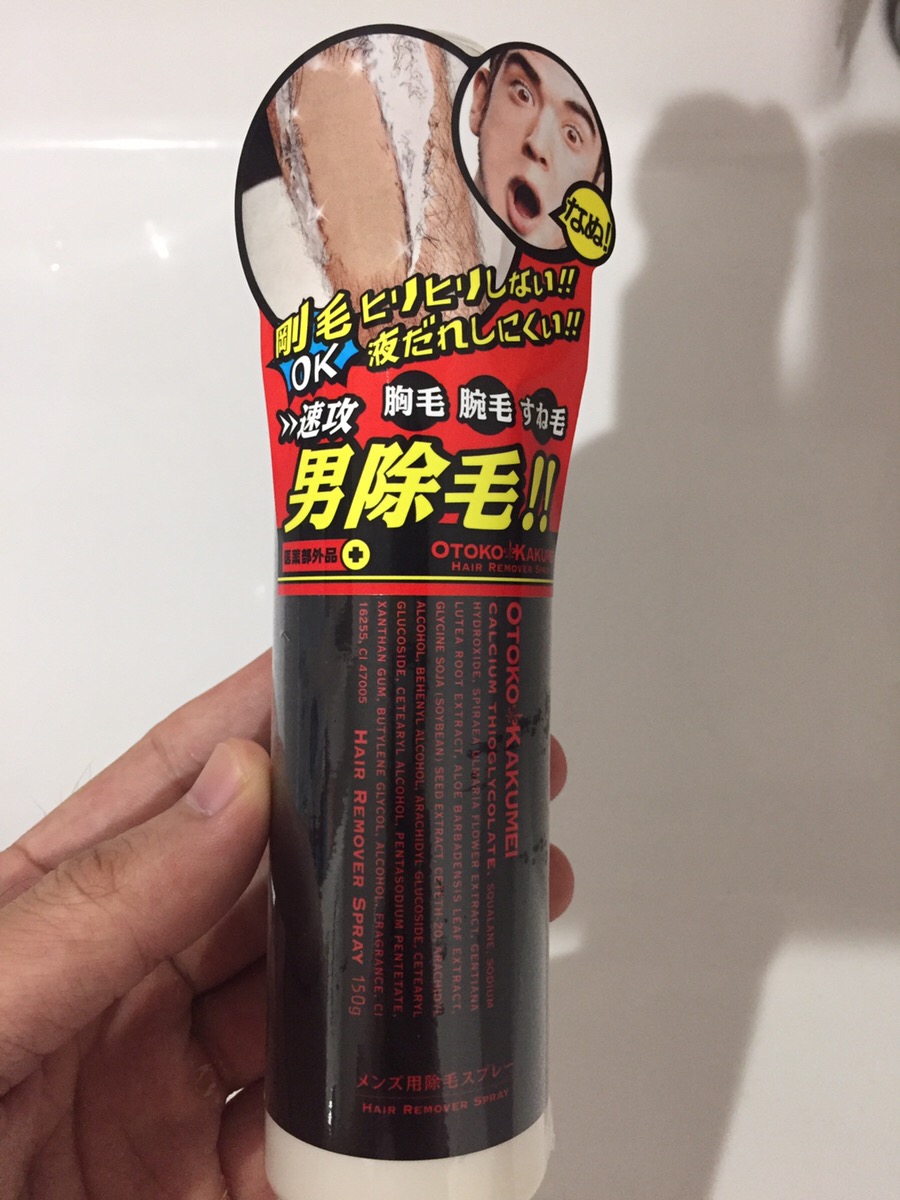 なぬ!
剛毛
OK
ヒリヒリしない!!
液だれしにくい!!
>>速攻
胸毛 腕毛 すね毛
男除毛!!
医薬部外品
OTOKO KAKUME
HAIR REMOVER
OTOKO KAKUMEI
CALCIUM THIOGLYCOLATE, SQUALANE, SODIUM
HYDROXIDE, SPIRAEA ULMARIA FLOWER EXTRACT, GENTIANA
LUTEA ROOT EXTRACT, ALOE BARBADENSIS LEAF EXTRACT,
GLYCINE SOJA (SOYBEAN) SEED EXTRACT, CETETH-20, ARACHIDYL
ALCOHOL, BEHENYL ALCOHOL, ARACHIDYL GLUCOSIDE, CETEARYL
GLUCOSIDE, CETEARYL ALCOHOL, PENTASODIUM PENTETATE,
XANTHAN GUM, BUTYLENE GLYCOL, ALCOHOL, FRAGRANCE, CI
16255, CI 47005
HAIR REMOVER SPRAY 150g
メンズ用除毛スプレー
HAIR REMOVER SPRAY